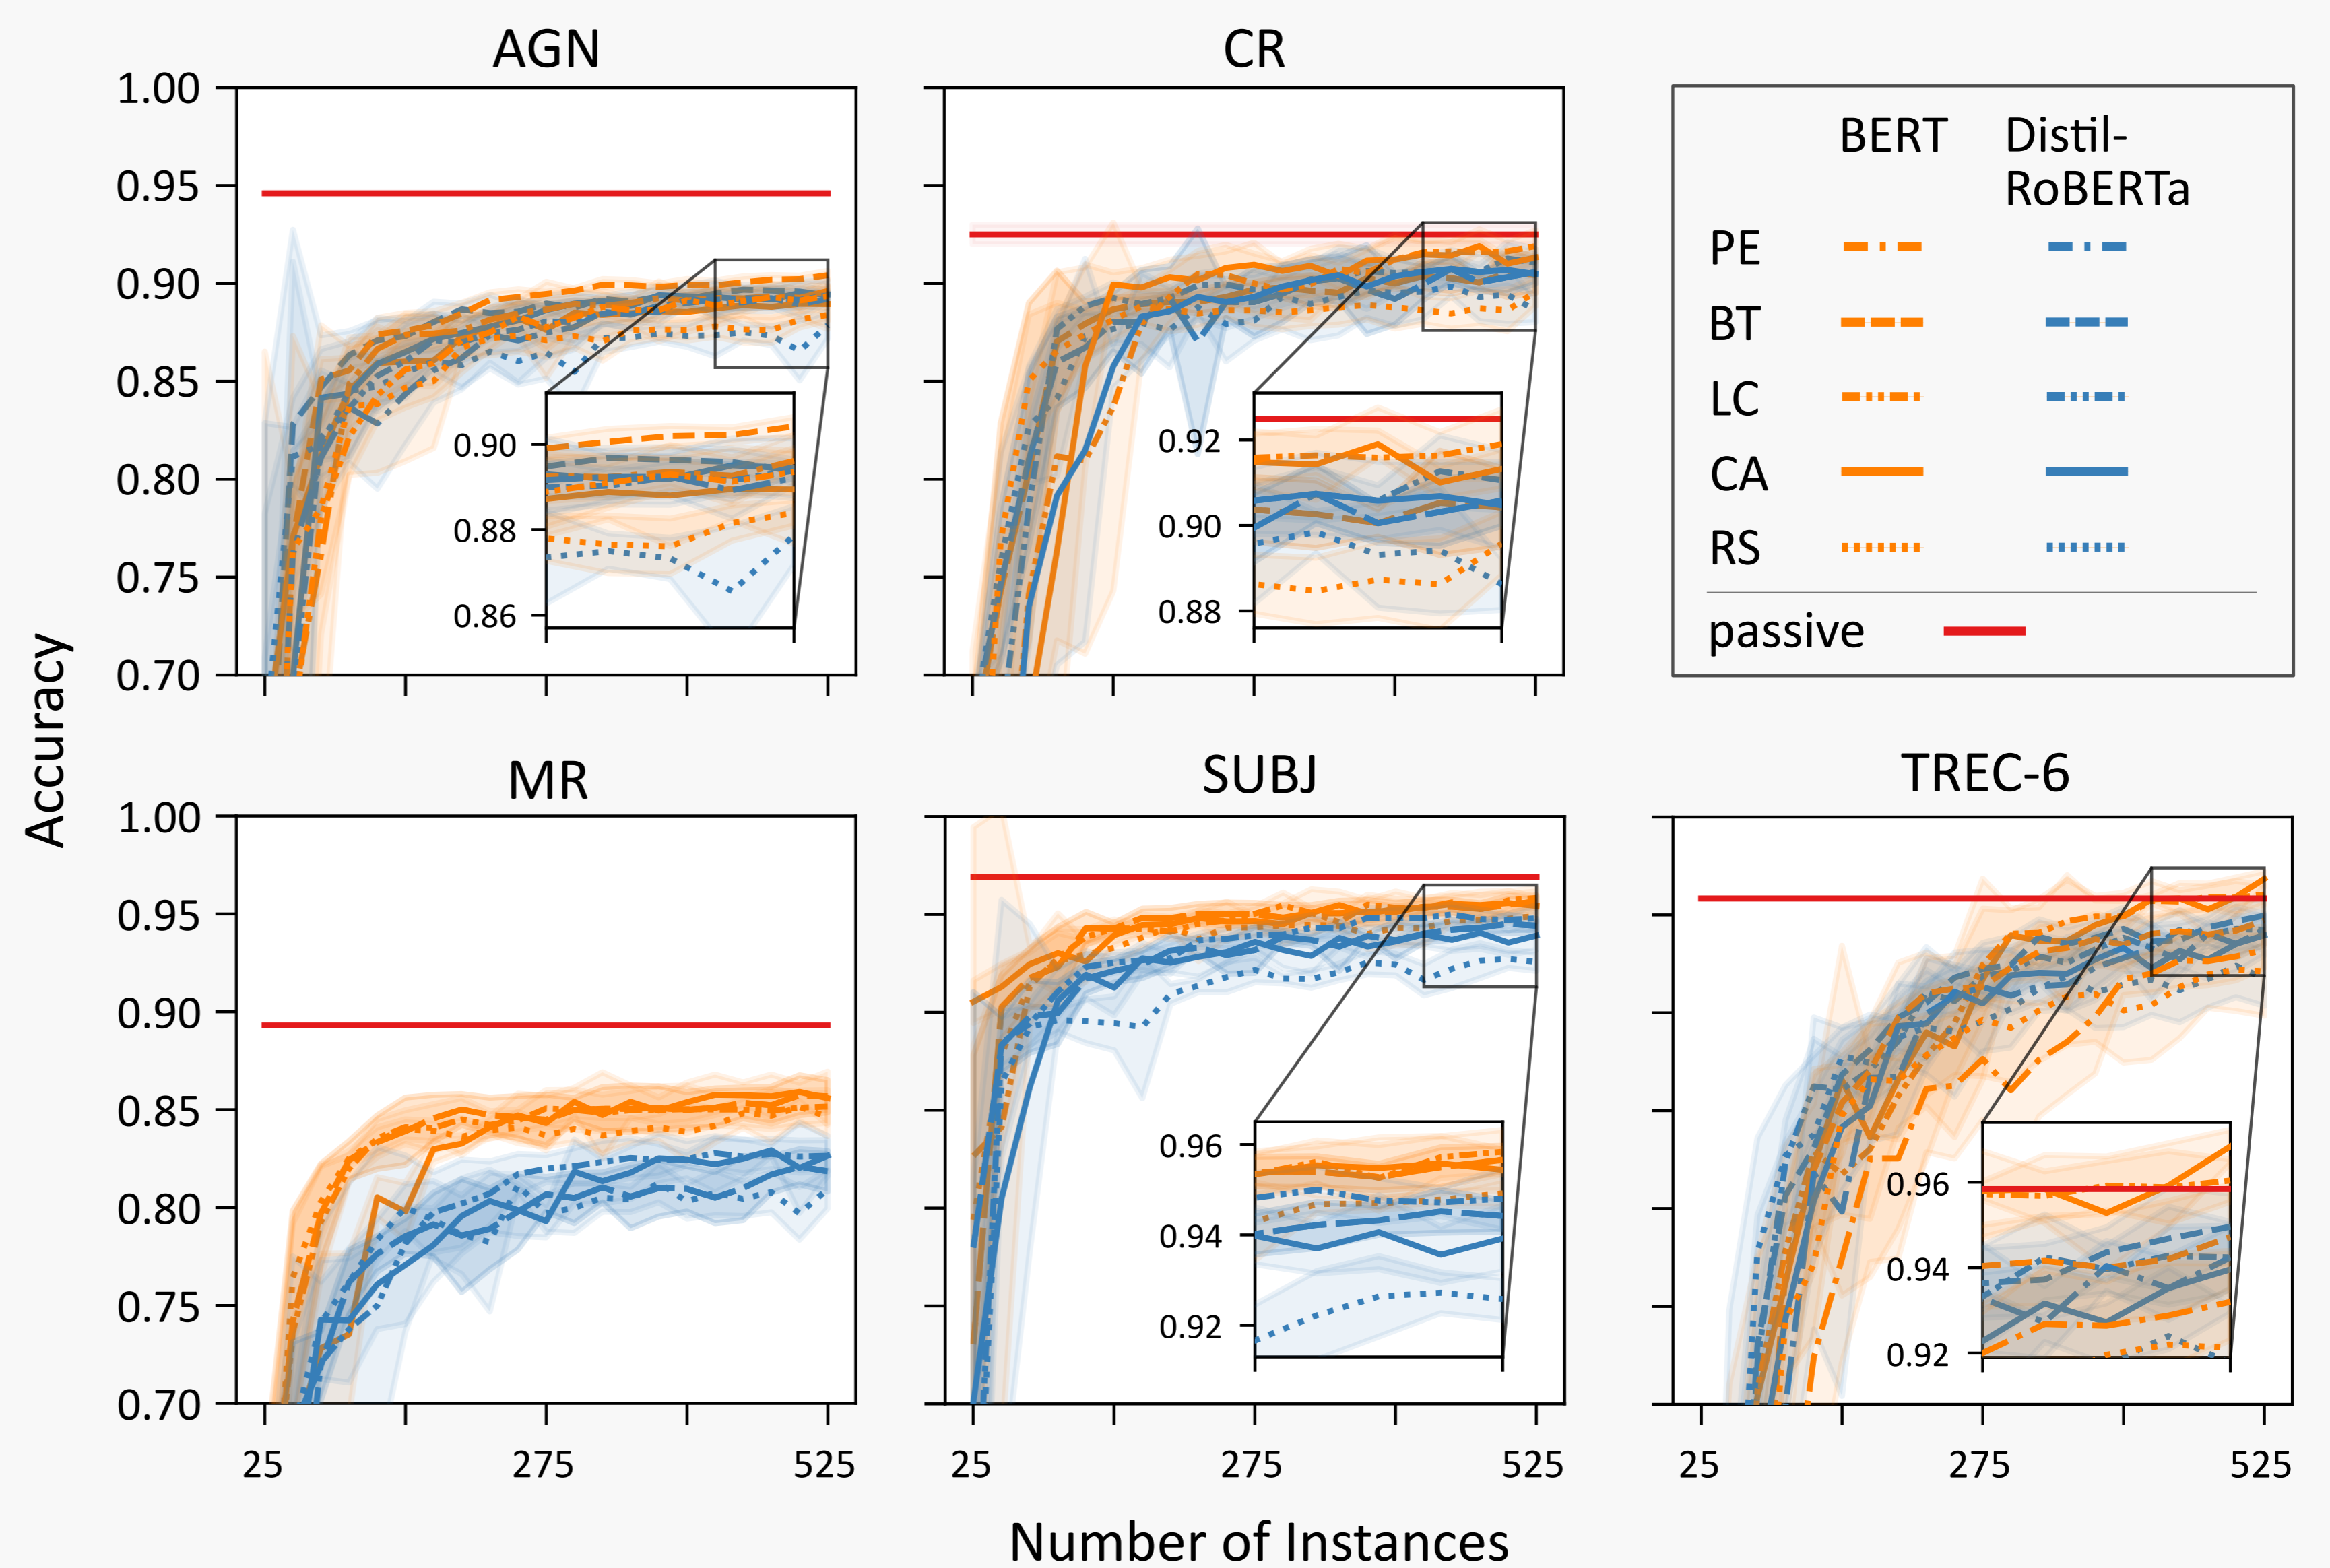 AGN
CR
1.00
0.95
0.90
0.85
0.80
0.75
0.70
0.90
0.88
0.86
0.92
0.90
0.88
BERT
Distil-
RoBERTa
PE
BT
LC
CA
RS
passive
Accuracy
MR
SUBJ
TREC-6
1.00
0.95
0.90
0.85
0.80
0.75
0.70
0.96
0.94
0.92
0.96
0.94
0.92
25
275
525
25
275
525
25
275
525
Number of Instances